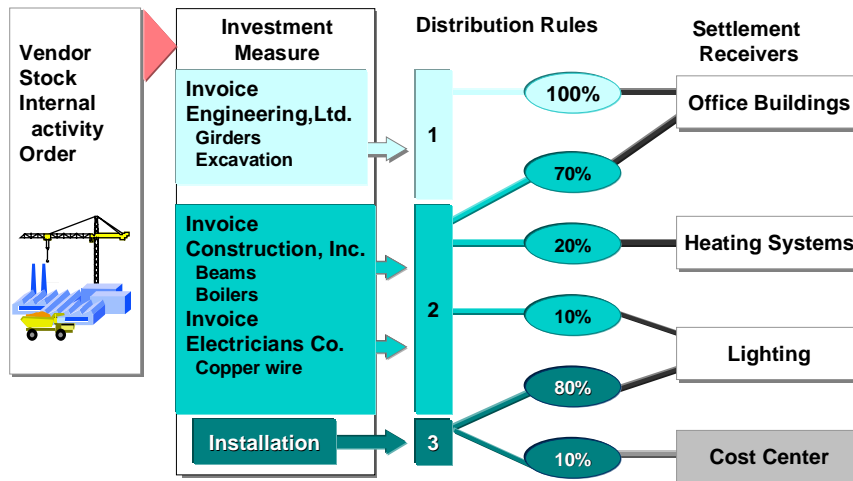 Vendor
Stock
Internal
activity
Order
Investment
Measure
Invoice
Engineering,Ltd.
Girders
Excavation
Invoice
Construction, Inc.
Beams
Boilers
Invoice
Electricians Co.
Copper wire
Installation
Distribution Rules
1
2
3
100%
70%
20%
10%
80%
10%
Settlement
Receivers
Office Buildings
Heating Systems
Lighting
Cost Center